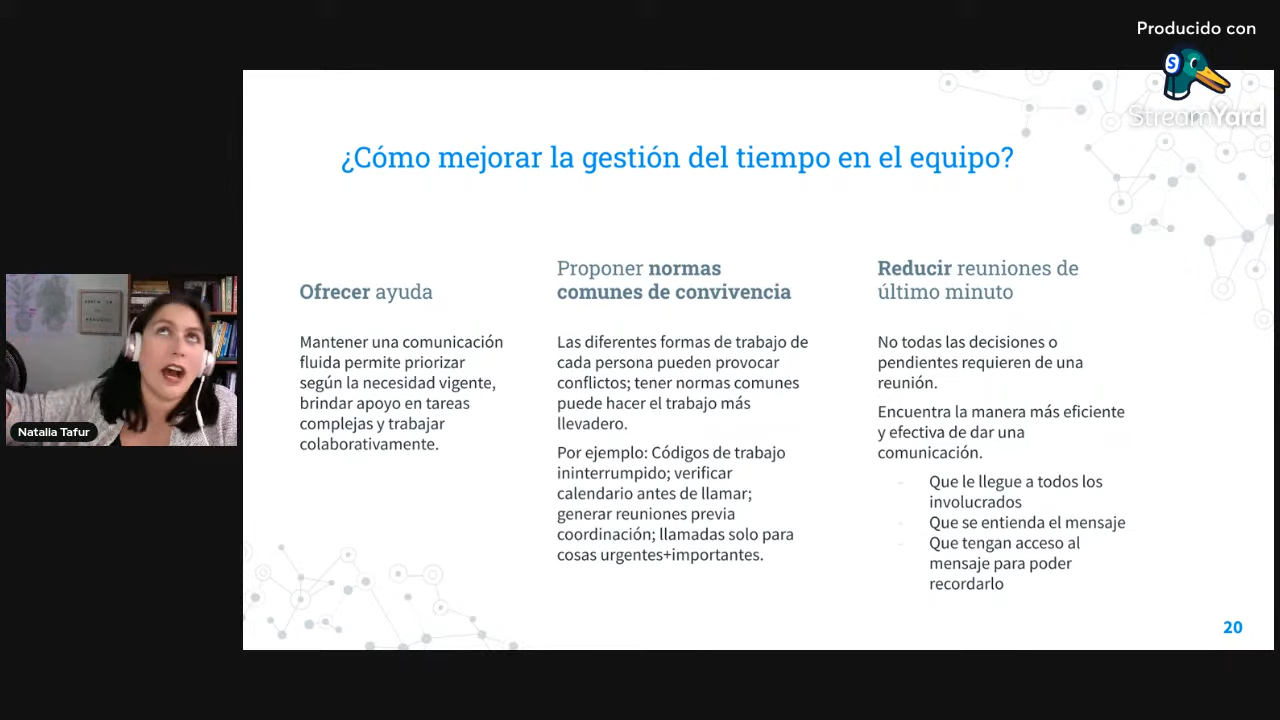 Producido con
StreamYard
¿Cómo mejorar la gestión del tiempo en el equipo?
Ofrecer ayuda
Mantener una comunicación
fluida permite priorizar
según la necesidad vigente,
brindar apoyo en tareas
complejas y trabajar
colaborativamente.
Proponer normas
comunes de convivencia
Las diferentes formas de trabajo de
cada persona pueden provocar
conflictos; tener normas comunes
puede hacer el trabajo más
llevadero.
Por ejemplo: Códigos de trabajo
ininterrumpido; verificar
calendario antes de llamar;
generar reuniones previa
coordinación; llamadas solo para
cosas urgentes+importantes.
Reducir reuniones de
último minuto
No todas las decisiones o
pendientes requieren de una
reunión.
Encuentra la manera más eficiente
y efectiva de dar una
comunicación.
- Que le llegue a todos los
involucrados
- Que se entienda el mensaje
- Que tengan acceso al
mensaje para poder
recordarlo
20
Natalia Tafur